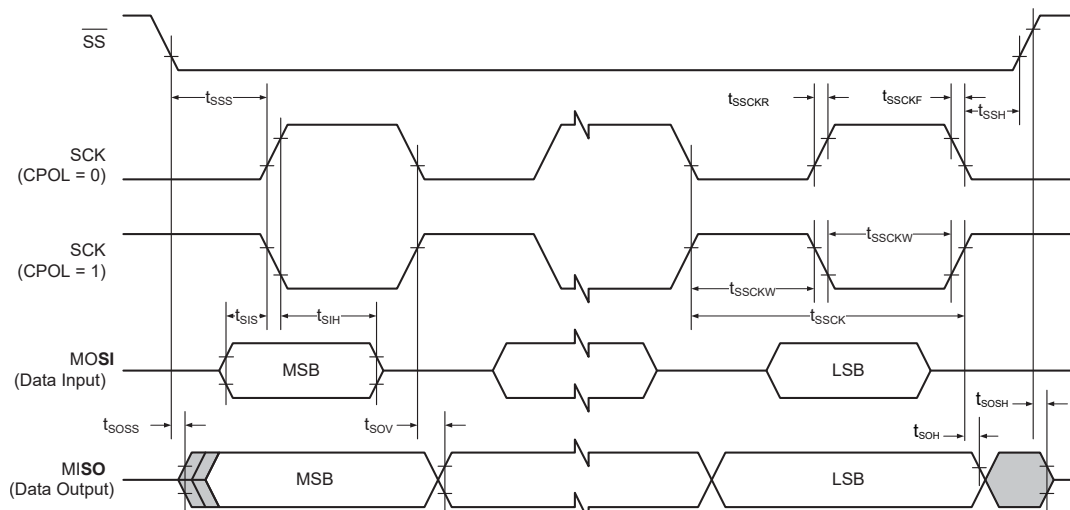 SS
tSSS
tSSCKR
tSSCKF
tSSH
SCK
(CPOL = 0)
SCK
(CPOL = 1)
tSSCKW
tSSCKW
tSSCK
tSIS
tSIH
MOSI
(Data Input)
MSB
LSB
tSOSS
tSOV
tSOH
tSOSH
MISO
(Data Output)
MSB
LSB